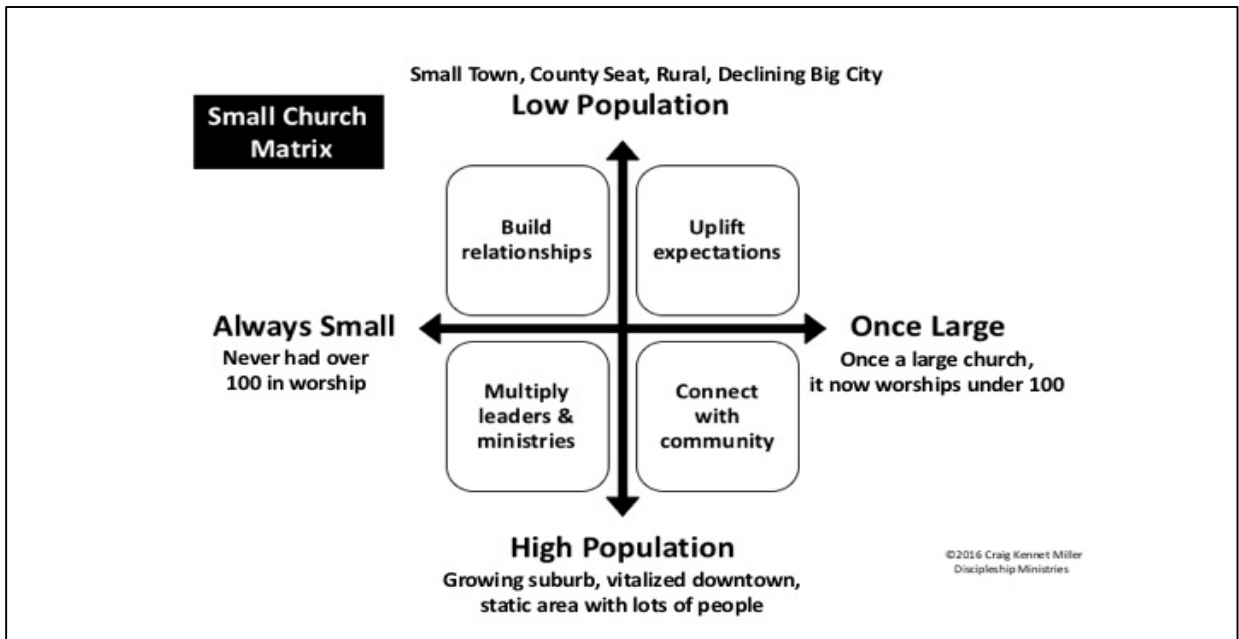 Small Town, County Seat, Rural, Declining Big City
Low Population
Small Church
Matrix
Build
relationships
Uplift
expectations
Always Small
Never had over
100 in worship
Once Large
Once a large church,
it now worships under 100
Multiply
leaders &
ministries
Connect
with
community
High Population
Growing suburb, vitalized downtown,
static area with lots of people
©2016 Craig Kennet Miller
Discipleship Ministries